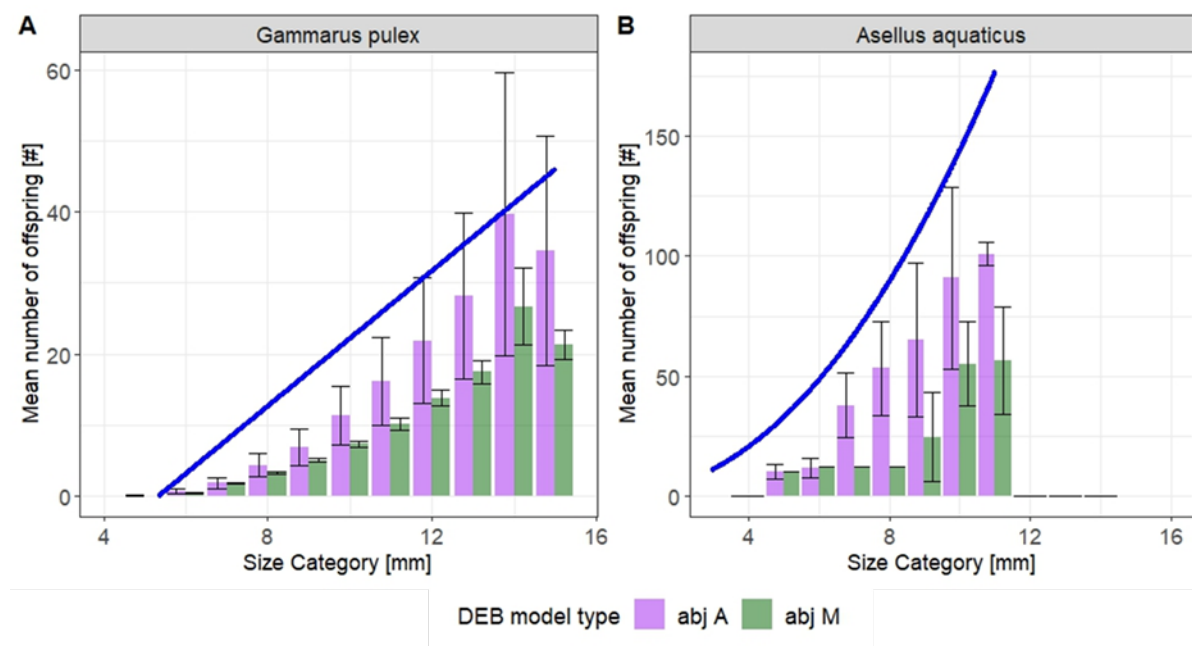 A
Gammarus pulex
Mean number of offspring [#]
60
40
20
0
4 8 12 16
Size Category [mm]
B
Asellus aquaticus
Mean number of offspring [#]
150
100
50
0
4 8 12 16
Size Category [mm]
DEB model type abj A abj M